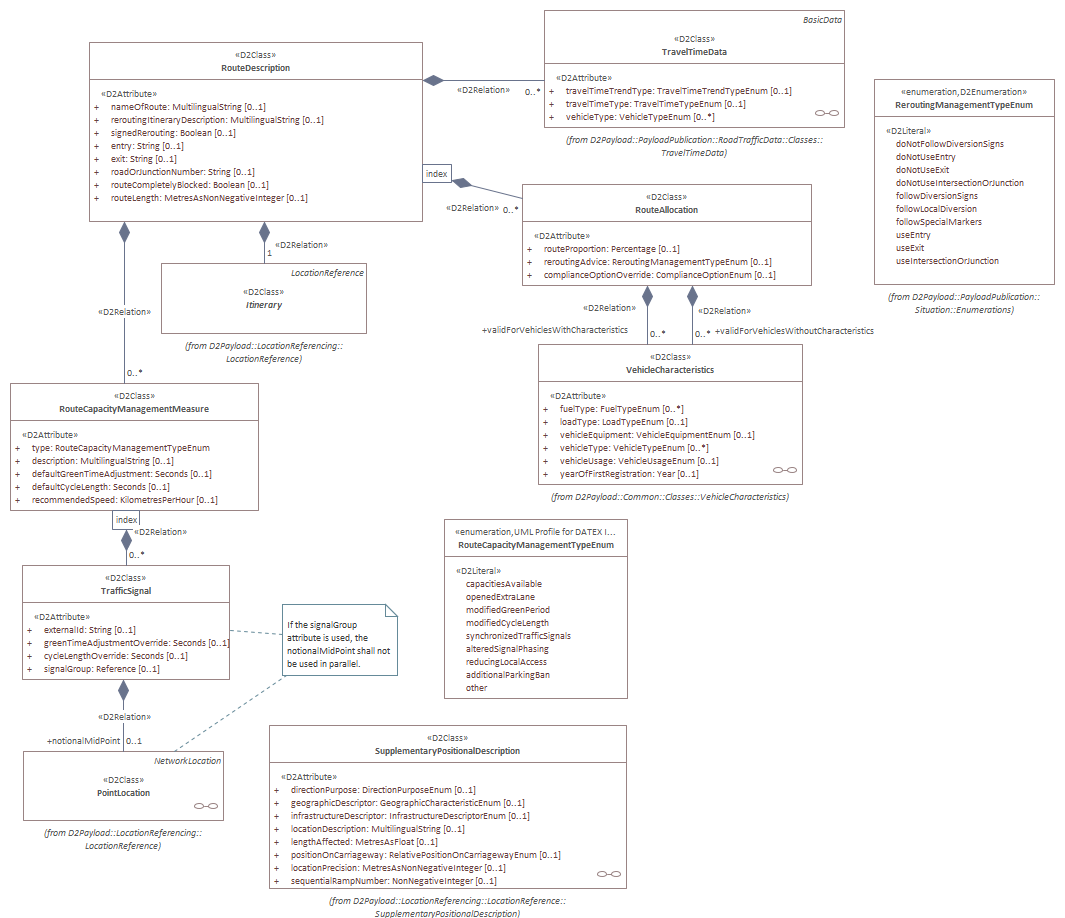 «D2Class»
RouteDescription
«D2Attribute»
+ nameOfRoute: MultilingualString [0..1]
+ reroutingItineraryDescription: MultilingualString [0..1]
+ signedRerouting: Boolean [0..1]
+ entry: String [0..1]
+ exit: String [0..1]
+ roadOrJunctionNumber: String [0..1]
+ routeCompletelyBlocked: Boolean [0..1]
+ routeLength: MetresAsNonNegativeInteger [0..1]
«D2Relation» 0..*
BasicData
«D2Class»
TravelTimeData
«D2Attribute»
+ travelTimeTrendType: TravelTimeTrendTypeEnum [0..1]
+ travelTimeType: TravelTimeTypeEnum [0..1]
+ vehicleType: VehicleTypeEnum [0..*]
(from D2Payload::PayloadPublication::RoadTrafficData::Classes::
TravelTimeData)
«enumeration,D2Enumeration»
ReroutingManagementTypeEnum
«D2Literal»
doNotFollowDiversionSigns
doNotUseEntry
doNotUseExit
doNotUseIntersectionOrJunction
followDiversionSigns
followLocalDiversion
followSpecialMarkers
useEntry
useExit
useIntersectionOrJunction
(from D2Payload::PayloadPublication::
Situation::Enumerations)
index
«D2Relation» 0..*
«D2Class»
RouteAllocation
«D2Attribute»
+ routeProportion: Percentage [0..1]
+ reroutingAdvice: ReroutingManagementTypeEnum [0..1]
+ complianceOptionOverride: ComplianceOptionEnum [0..1]
«D2Relation»
1
LocationReference
«D2Class»
Itinerary
(from D2Payload::LocationReferencing::
LocationReference)
«D2Relation»
0..*
«D2Relation»
+validForVehiclesWithCharacteristics
0..*
«D2Relation»
0..* +validForVehiclesWithoutCharacteristics
«D2Class»
VehicleCharacteristics
«D2Attribute»
+ fuelType: FuelTypeEnum [0..*]
+ loadType: LoadTypeEnum [0..1]
+ vehicleEquipment: VehicleEquipmentEnum [0..1]
+ vehicleType: VehicleTypeEnum [0..*]
+ vehicleUsage: VehicleUsageEnum [0..1]
+ yearOfFirstRegistration: Year [0..1]
(from D2Payload::Common::Classes::VehicleCharacteristics)
«D2Class»
RouteCapacityManagementMeasure
«D2Attribute»
+ type: RouteCapacityManagementTypeEnum
+ description: MultilingualString [0..1]
+ defaultGreenTimeAdjustment: Seconds [0..1]
+ defaultCycleLength: Seconds [0..1]
+ recommendedSpeed: KilometresPerHour [0..1]
index
«D2Relation»
0..*
«D2Class»
TrafficSignal
«D2Attribute»
+ externalId: String [0..1]
+ greenTimeAdjustmentOverride: Seconds [0..1]
+ cycleLengthOverride: Seconds [0..1]
+ signalGroup: Reference [0..1]
If the signalGroup
attribute is used, the
notionalMidPoint shall not
be used in parallel.
«enumeration,UML Profile for DATEX I...
RouteCapacityManagementTypeEnum
«D2Literal»
capacitiesAvailable
openedExtraLane
modifiedGreenPeriod
modifiedCycleLength
synchronizedTrafficSignals
alteredSignalPhasing
reducingLocalAccess
additionalParkingBan
other
«D2Relation»
+notionalMidPoint 0..1
NetworkLocation
«D2Class»
PointLocation
(from D2Payload::LocationReferencing::
LocationReference)
«D2Class»
SupplementaryPositionalDescription
«D2Attribute»
+ directionPurpose: DirectionPurposeEnum [0..1]
+ geographicDescriptor: GeographicCharacteristicEnum [0..1]
+ infrastructureDescriptor: InfrastructureDescriptorEnum [0..1]
+ locationDescription: MultilingualString [0..1]
+ lengthAffected: MetresAsFloat [0..1]
+ positionOnCarriageway: RelativePositionOnCarriagewayEnum [0..1]
+ locationPrecision: MetresAsNonNegativeInteger [0..1]
+ sequentialRampNumber: NonNegativeInteger [0..1]
(from D2Payload::LocationReferencing::LocationReference::
SupplementaryPositionalDescription)